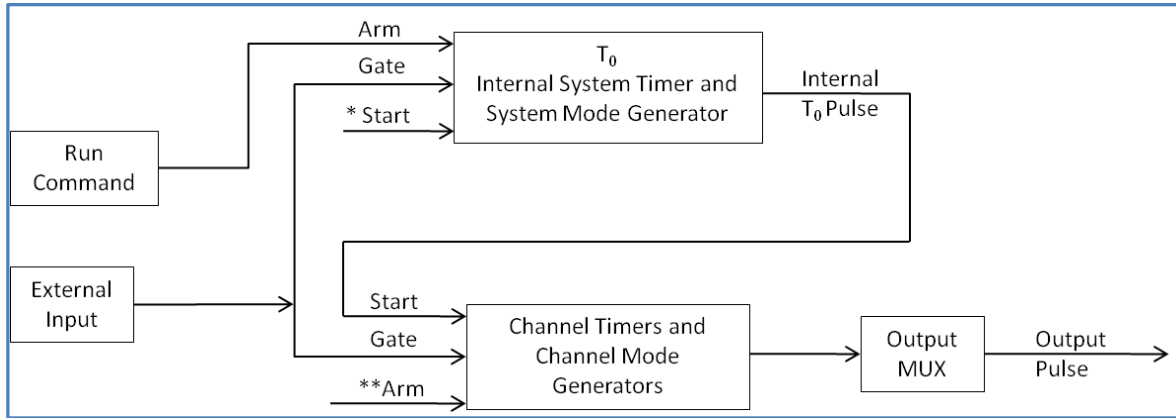 Arm
T₀
Gate
Internal System Timer and
System Mode Generator
Internal
T₀ Pulse
* Start
Run
Command
External
Input
Start
Channel Timers and
Channel Mode
Generators
Gate
**Arm
Output
MUX
Output
Pulse